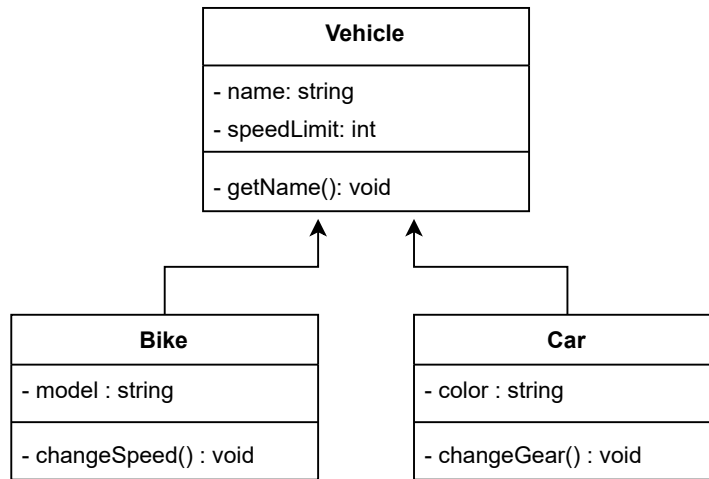 Vehicle
- name: string
- speedLimit: int
- getName(): void
Bike
- model : string
- changeSpeed() : void
Car
- color : string
- changeGear() : void